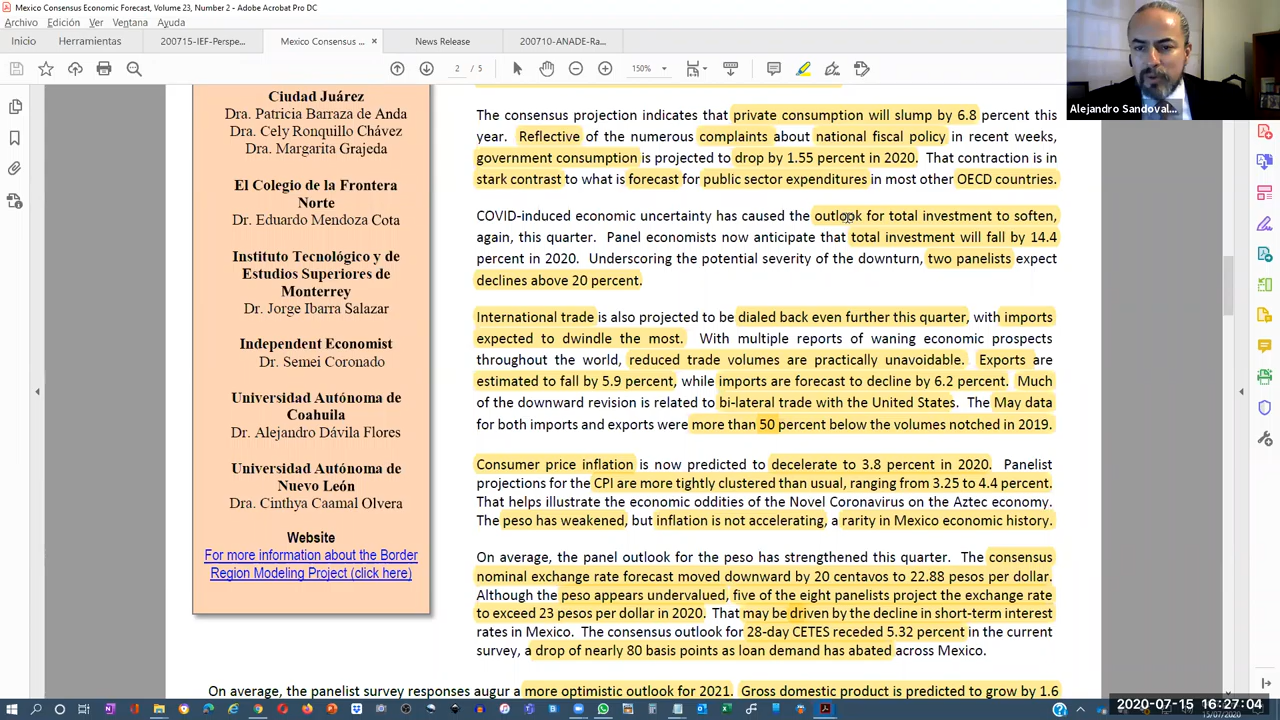 Mexico Consensus Economic Forecast, Volume 23, Number 2 - Adobe Acrobat Pro DC
Archivo Edición Ver Ventana Ayuda
Inicio Herramientas 200715-IEF-Perspe... Mexico Consensus ... × News Release 200710-ANADE-Ra...
2 / 5 150%
Alejandro Sandoval...
Ciudad Juárez
Dra. Patricia Barraza de Anda
Dra. Cely Ronquillo Chávez
Dra. Margarita Grajeda
El Colegio de la Frontera
Norte
Dr. Eduardo Mendoza Cota
Instituto Tecnológico y de
Estudios Superiores de
Monterrey
Dr. Jorge Ibarra Salazar
Independent Economist
Dr. Semei Coronado
Universidad Autónoma de
Coahuila
Dr. Alejandro Dávila Flores
Universidad Autónoma de
Nuevo León
Dra. Cinthya Caamal Olvera
Website
For more information about the Border
Region Modeling Project (click here)
The consensus projection indicates that private consumption will slump by 6.8 percent this
year. Reflective of the numerous complaints about national fiscal policy in recent weeks,
government consumption is projected to drop by 1.55 percent in 2020. That contraction is in
stark contrast to what is forecast for public sector expenditures in most other OECD countries.
COVID-induced economic uncertainty has caused the outlook for total investment to soften,
again, this quarter. Panel economists now anticipate that total investment will fall by 14.4
percent in 2020. Underscoring the potential severity of the downturn, two panelists expect
declines above 20 percent.
International trade is also projected to be dialed back even further this quarter, with imports
expected to dwindle the most. With multiple reports of waning economic prospects
throughout the world, reduced trade volumes are practically unavoidable. Exports are
estimated to fall by 5.9 percent, while imports are forecast to decline by 6.2 percent. Much
of the downward revision is related to bi-lateral trade with the United States. The May data
for both imports and exports were more than 50 percent below the volumes notched in 2019.
Consumer price inflation is now predicted to decelerate to 3.8 percent in 2020. Panelist
projections for the CPI are more tightly clustered than usual, ranging from 3.25 to 4.4 percent.
That helps illustrate the economic oddities of the Novel Coronavirus on the Aztec economy.
The peso has weakened, but inflation is not accelerating, a rarity in Mexico economic history.
On average, the panel outlook for the peso has strengthened this quarter. The consensus
nominal exchange rate forecast moved downward by 20 centavos to 22.88 pesos per dollar.
Although the peso appears undervalued, five of the eight panelists project the exchange rate
to exceed 23 pesos per dollar in 2020. That may be driven by the decline in short-term interest
rates in Mexico. The consensus outlook for 28-day CETES receded 5.32 percent in the current
survey, a drop of nearly 80 basis points as loan demand has abated across Mexico.
On average, the panelist survey responses augur a more optimistic outlook for 2021. Gross domestic product is predicted to grow by 1.6
2020-07-15 16:27:04